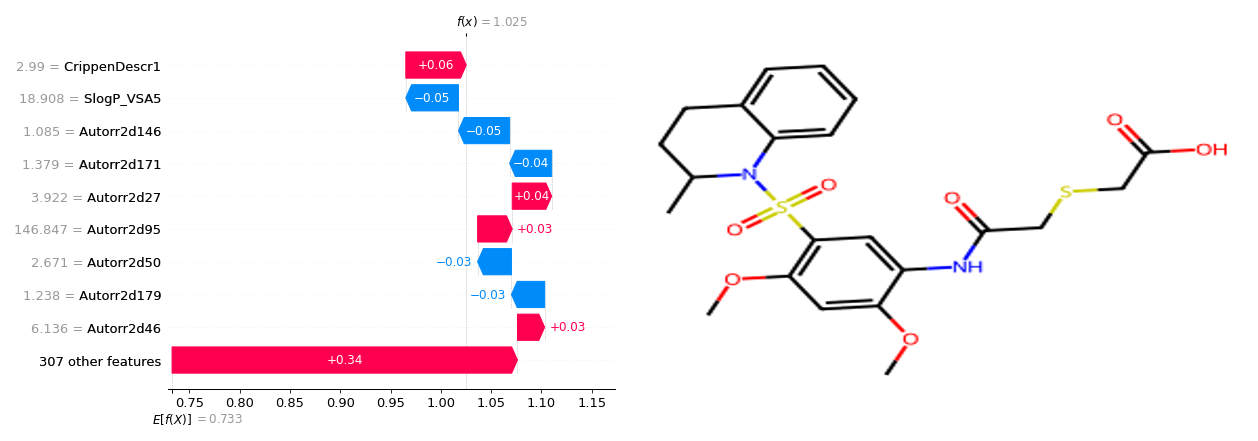 f(x) = 1.025
2.99 = CrippenDescr1
+0.06
18.908 = SlogP_VSA5
−0.05
1.085 = Autorr2d146
−0.05
1.379 = Autorr2d171
−0.04
3.922 = Autorr2d27
+0.04
146.847 = Autorr2d95
+0.03
2.671 = Autorr2d50
−0.03
1.238 = Autorr2d179
−0.03
6.136 = Autorr2d46
+0.03
307 other features
+0.34
0.75 0.80 0.85 0.90 0.95 1.00 1.05 1.10 1.15
E[f(X)] = 0.733
O
OH
N
O
S
O
S
O
O
NH
O